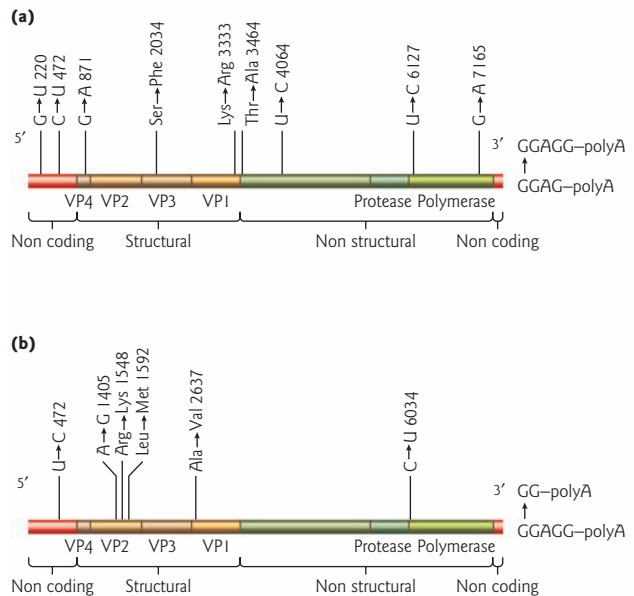 (a)
G→U 220
C→U 472
G→A 871
Ser→Phe 2034
Lys→Arg 3333
Thr→Ala 3464
U→C 4064
U→C 6127
G→A 7165
5′
3′
GGAGG–polyA
↑
GGAG–polyA
VP4 VP2 VP3 VP1 Protease Polymerase
Non coding Structural Non structural Non coding
(b)
U→C 472
A→G 1405
Arg→Lys 1548
Leu→Met 1592
Ala→Val 2637
C→U 6034
5′
3′
GG–polyA
↑
GGAGG–polyA
VP4 VP2 VP3 VP1 Protease Polymerase
Non coding Structural Non structural Non coding